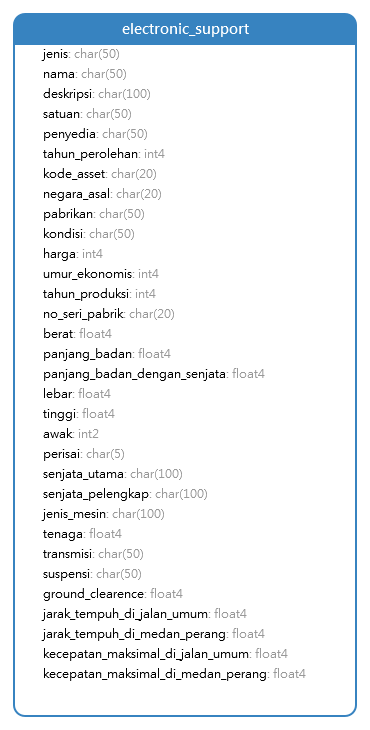 electronic_support
jenis: char(50)
nama: char(50)
deskripsi: char(100)
satuan: char(50)
penyedia: char(50)
tahun_perolehan: int4
kode_asset: char(20)
negara_asal: char(20)
pabrikan: char(50)
kondisi: char(50)
harga: int4
umur_ekonomis: int4
tahun_produksi: int4
no_seri_pabrik: char(20)
berat: float4
panjang_badan: float4
panjang_badan_dengan_senjata: float4
lebar: float4
tinggi: float4
awak: int2
perisai: char(5)
senjata_utama: char(100)
senjata_pelengkap: char(100)
jenis_mesin: char(100)
tenaga: float4
transmisi: char(50)
suspensi: char(50)
ground_clearence: float4
jarak_tempuh_di_jalan_umum: float4
jarak_tempuh_di_medan_perang: float4
kecepatan_maksimal_di_jalan_umum: float4
kecepatan_maksimal_di_medan_perang: float4